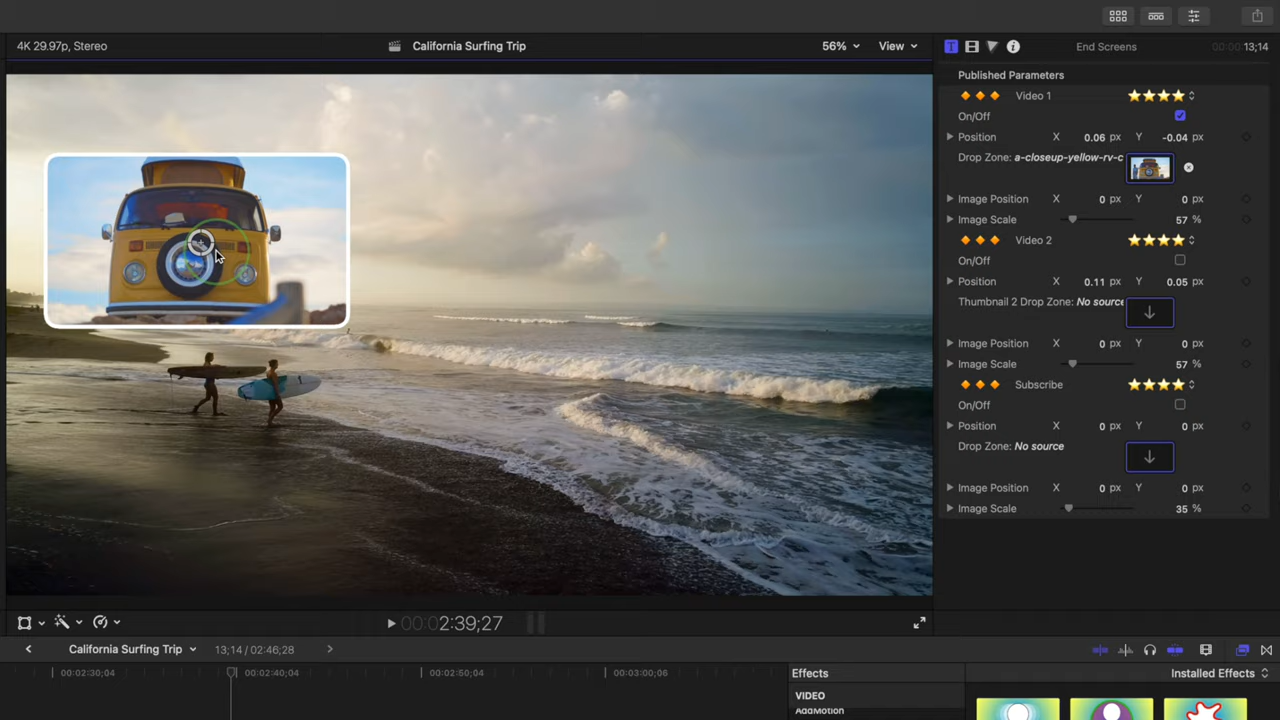 4K 29.97p, Stereo
California Surfing Trip
56%
View
End Screens
00:00:13;14
Published Parameters
Video 1
On/Off
Position X 0.06 px Y -0.04 px
Drop Zone: a-closeup-yellow-rv-c
Image Position X 0 px Y 0 px
Image Scale 57 %
Video 2
On/Off
Position X 0.11 px Y 0.05 px
Thumbnail 2 Drop Zone: No source
Image Position X 0 px Y 0 px
Image Scale 57 %
Subscribe
On/Off
Position X 0 px Y 0 px
Drop Zone: No source
Image Position X 0 px Y 0 px
Image Scale 35 %
00:00:2:39;27
California Surfing Trip
13;14 / 02:46;28
00:02:30;04
00:02:40;04
00:02:50;04
00:03:00;06
Effects
Installed Effects
VIDEO
AddMotion